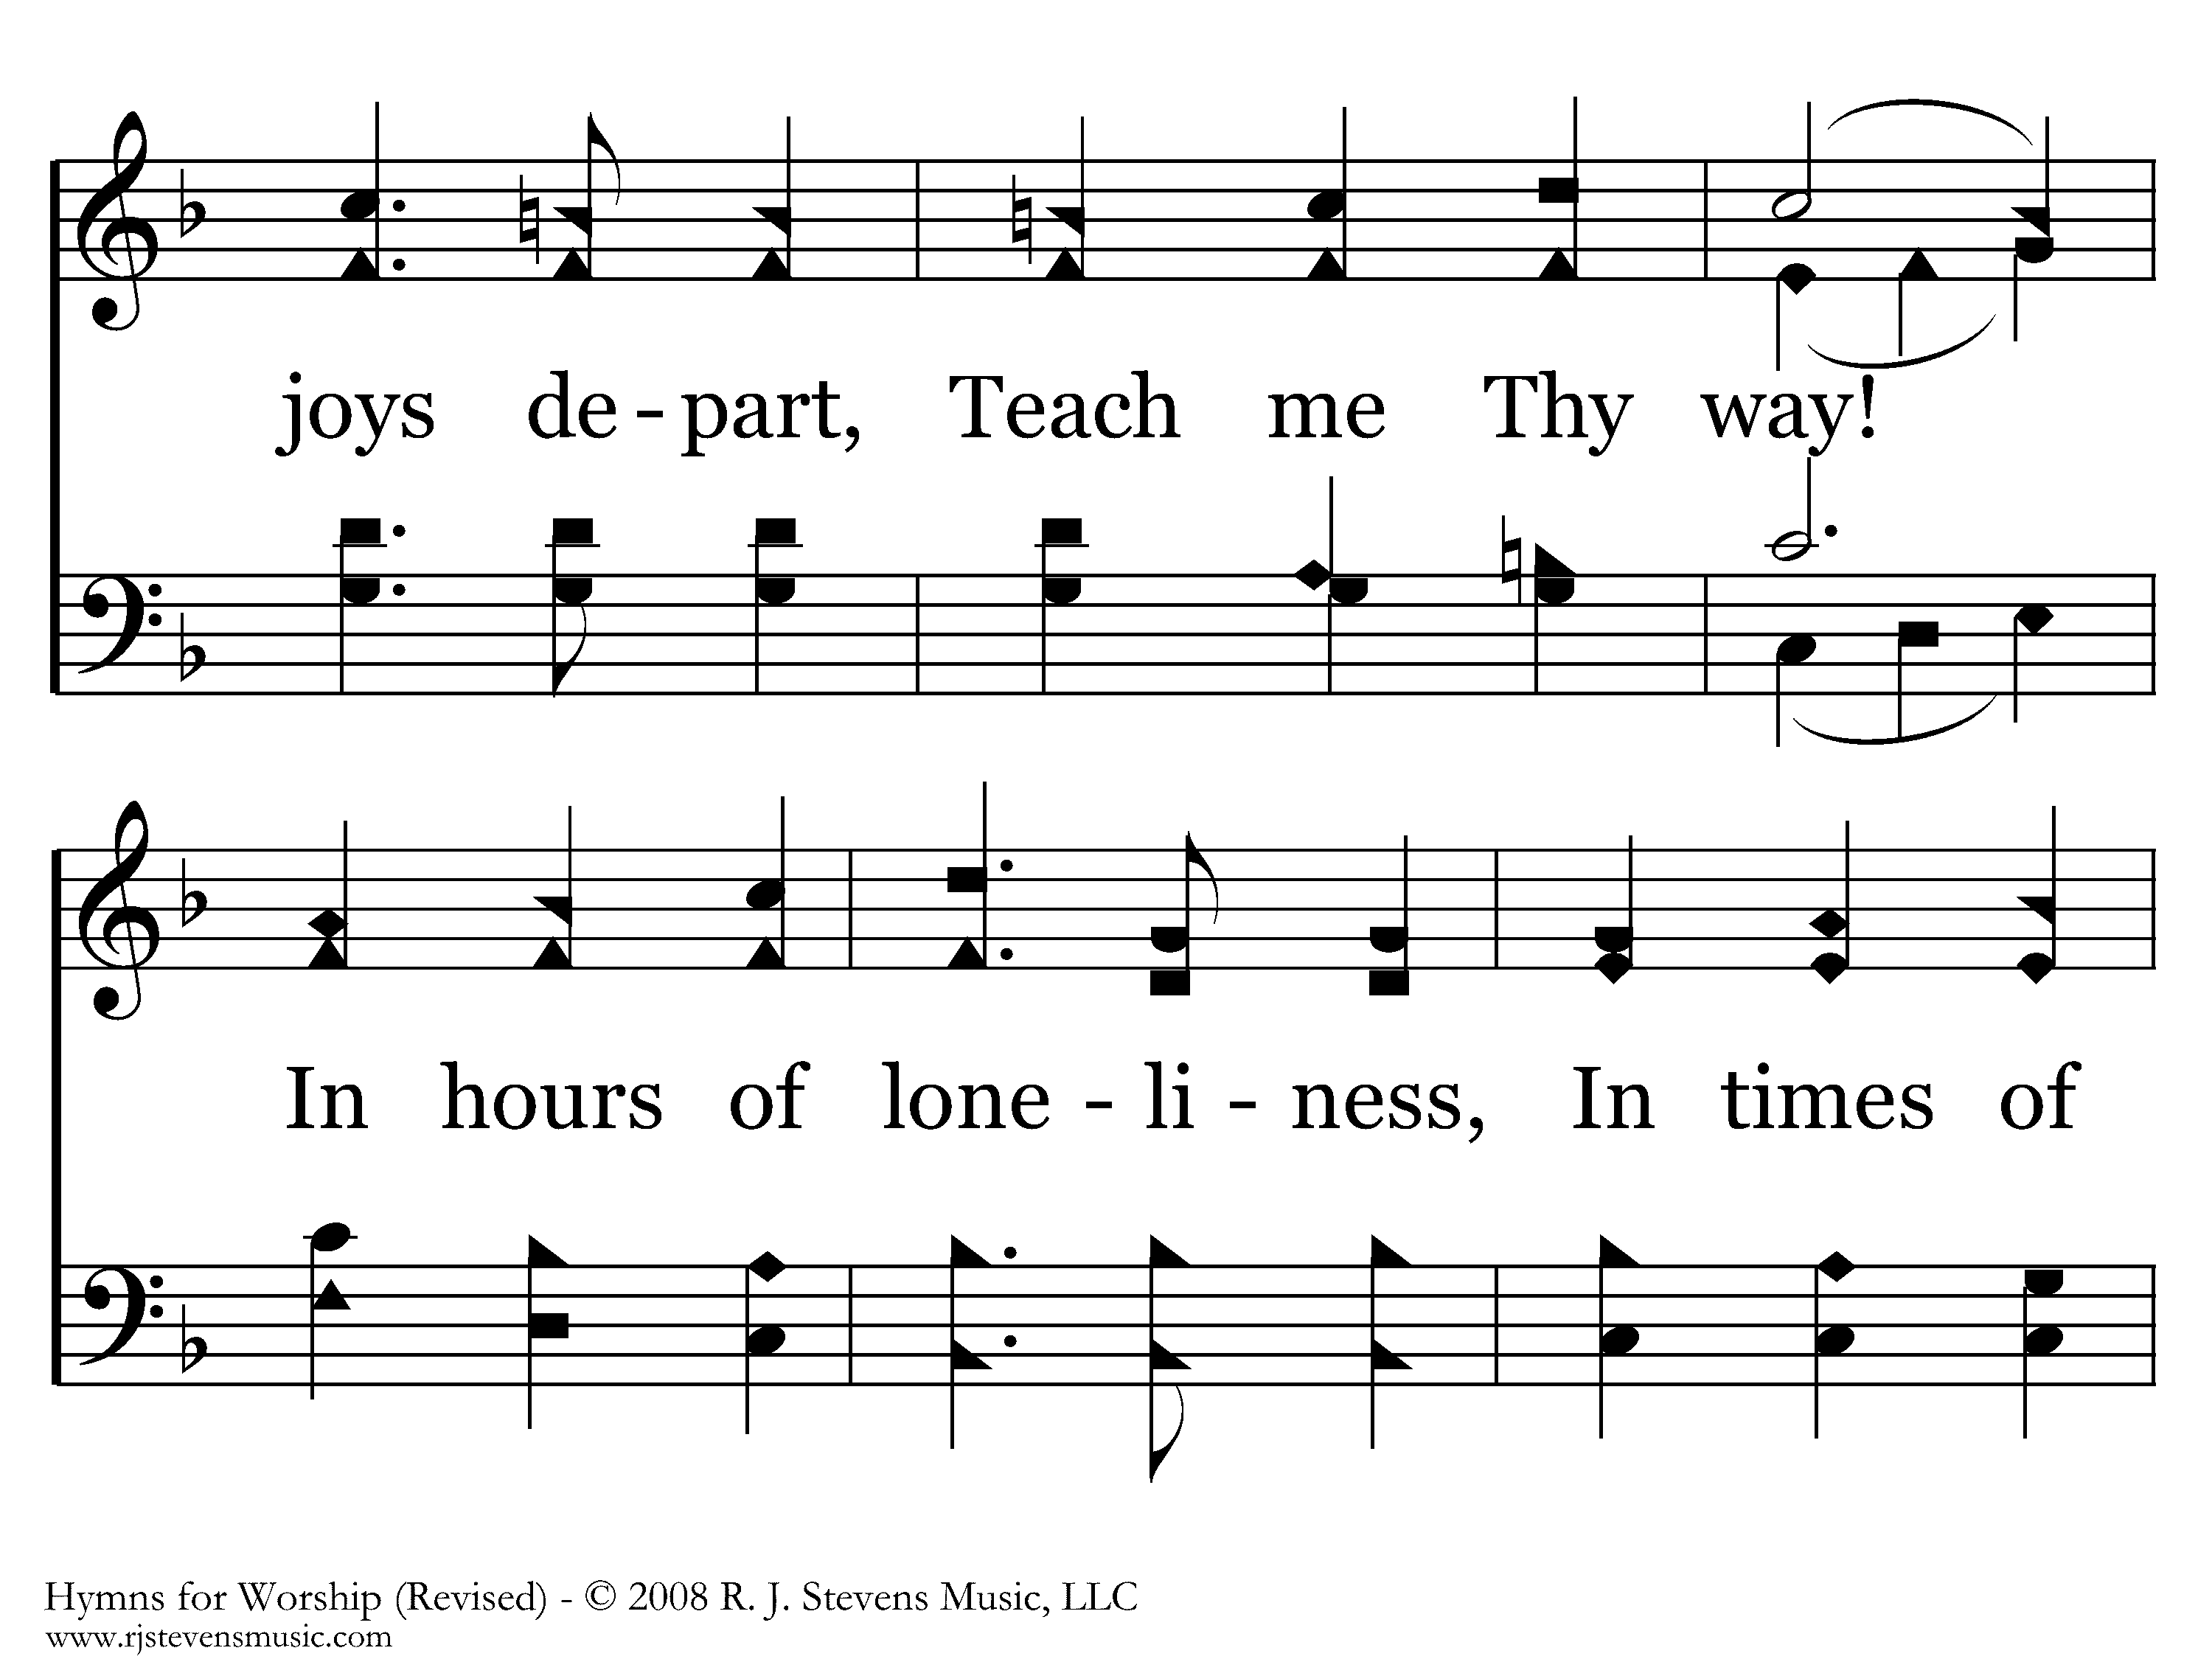 joys de - part, Teach me Thy way!
In hours of lone - li - ness, In times of
Hymns for Worship (Revised) - © 2008 R. J. Stevens Music, LLC
www.rjstevensmusic.com